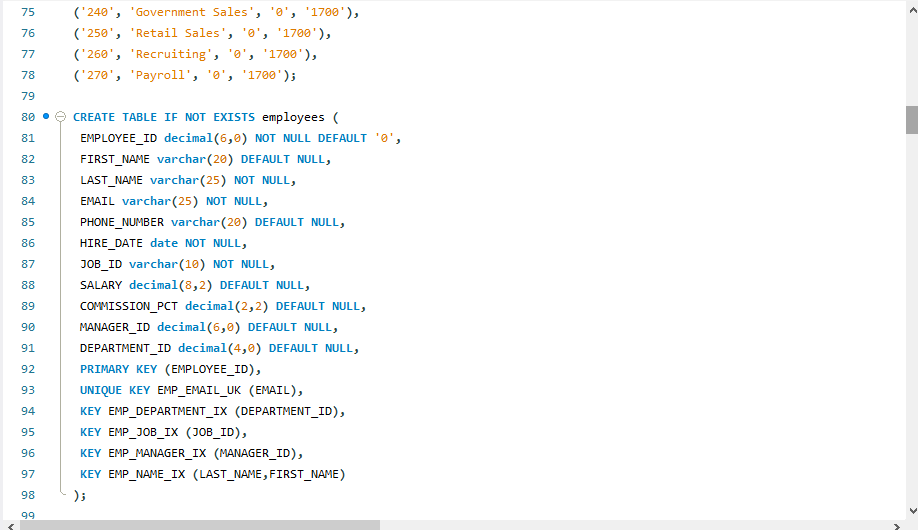 75 ('240', 'Government Sales', '0', '1700'),
76 ('250', 'Retail Sales', '0', '1700'),
77 ('260', 'Recruiting', '0', '1700'),
78 ('270', 'Payroll', '0', '1700');
79
80 CREATE TABLE IF NOT EXISTS employees (
81 EMPLOYEE_ID decimal(6,0) NOT NULL DEFAULT '0',
82 FIRST_NAME varchar(20) DEFAULT NULL,
83 LAST_NAME varchar(25) NOT NULL,
84 EMAIL varchar(25) NOT NULL,
85 PHONE_NUMBER varchar(20) DEFAULT NULL,
86 HIRE_DATE date NOT NULL,
87 JOB_ID varchar(10) NOT NULL,
88 SALARY decimal(8,2) DEFAULT NULL,
89 COMMISSION_PCT decimal(2,2) DEFAULT NULL,
90 MANAGER_ID decimal(6,0) DEFAULT NULL,
91 DEPARTMENT_ID decimal(4,0) DEFAULT NULL,
92 PRIMARY KEY (EMPLOYEE_ID),
93 UNIQUE KEY EMP_EMAIL_UK (EMAIL),
94 KEY EMP_DEPARTMENT_IX (DEPARTMENT_ID),
95 KEY EMP_JOB_IX (JOB_ID),
96 KEY EMP_MANAGER_IX (MANAGER_ID),
97 KEY EMP_NAME_IX (LAST_NAME,FIRST_NAME)
98 );
99